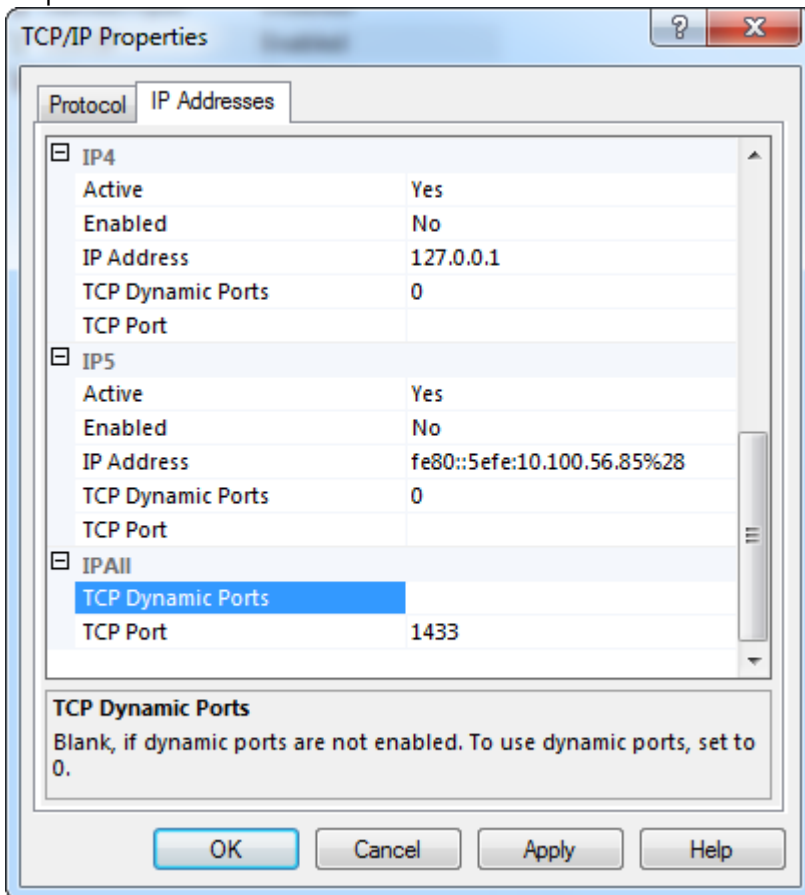 TCP/IP Properties
Enabled
Protocol
IP Addresses
IP4
Active Yes
Enabled No
IP Address 127.0.0.1
TCP Dynamic Ports 0
TCP Port
IP5
Active Yes
Enabled No
IP Address fe80::5efe:10.100.56.85%28
TCP Dynamic Ports 0
TCP Port
IPAll
TCP Dynamic Ports
TCP Port 1433
TCP Dynamic Ports
Blank, if dynamic ports are not enabled. To use dynamic ports, set to
0.
OK Cancel Apply Help